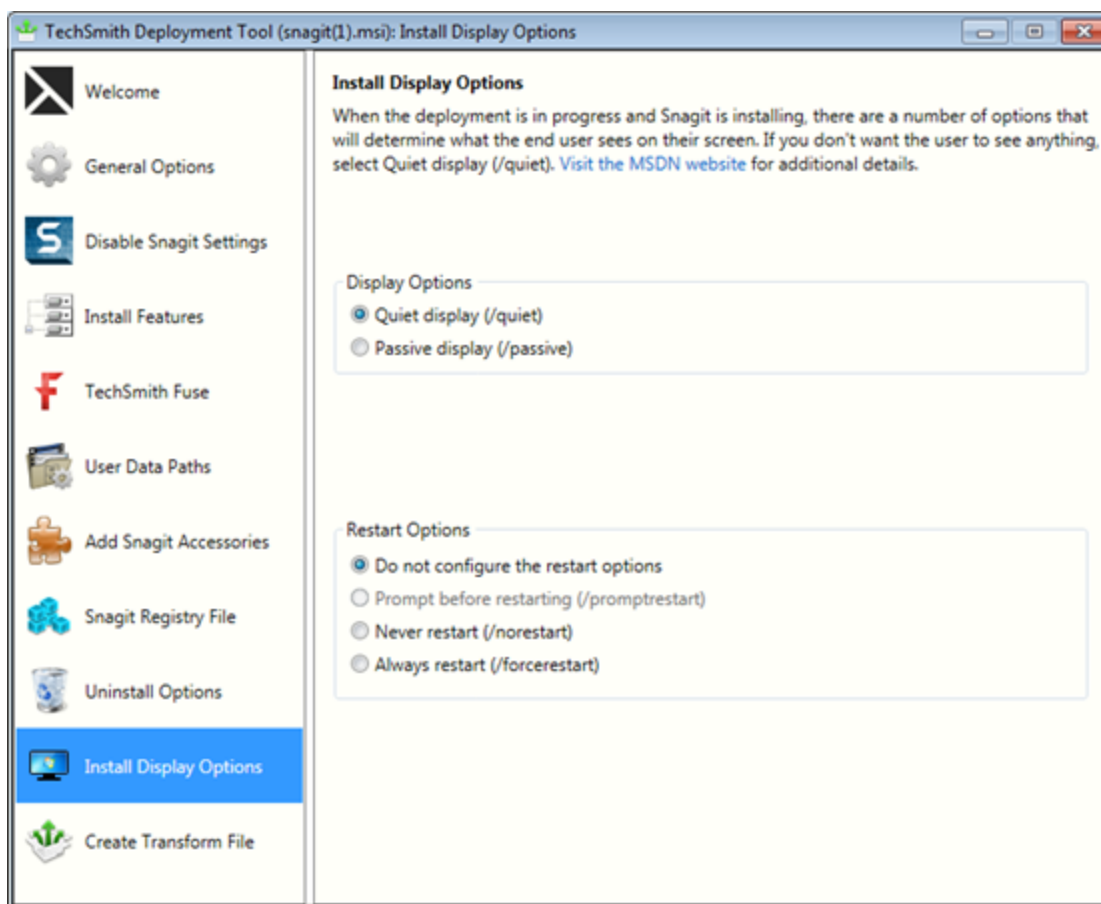 TechSmith Deployment Tool (snagit(1).msi): Install Display Options
Welcome
General Options
Disable Snagit Settings
Install Features
TechSmith Fuse
User Data Paths
Add Snagit Accessories
Snagit Registry File
Uninstall Options
Install Display Options
Create Transform File
Install Display Options
When the deployment is in progress and Snagit is installing, there are a number of options that
will determine what the end user sees on their screen. If you don't want the user to see anything,
select Quiet display (/quiet). Visit the MSDN website for additional details.
Display Options
Quiet display (/quiet)
Passive display (/passive)
Restart Options
Do not configure the restart options
Prompt before restarting (/promptrestart)
Never restart (/norestart)
Always restart (/forcerestart)